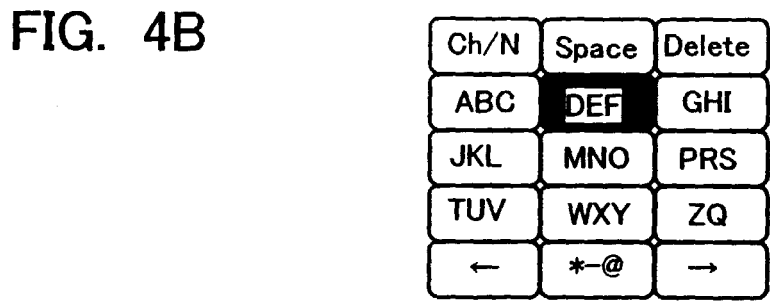 FIG. 4B
Ch/N Space Delete
ABC DEF GHI
JKL MNO PRS
TUV WXY ZQ
← *-@ →